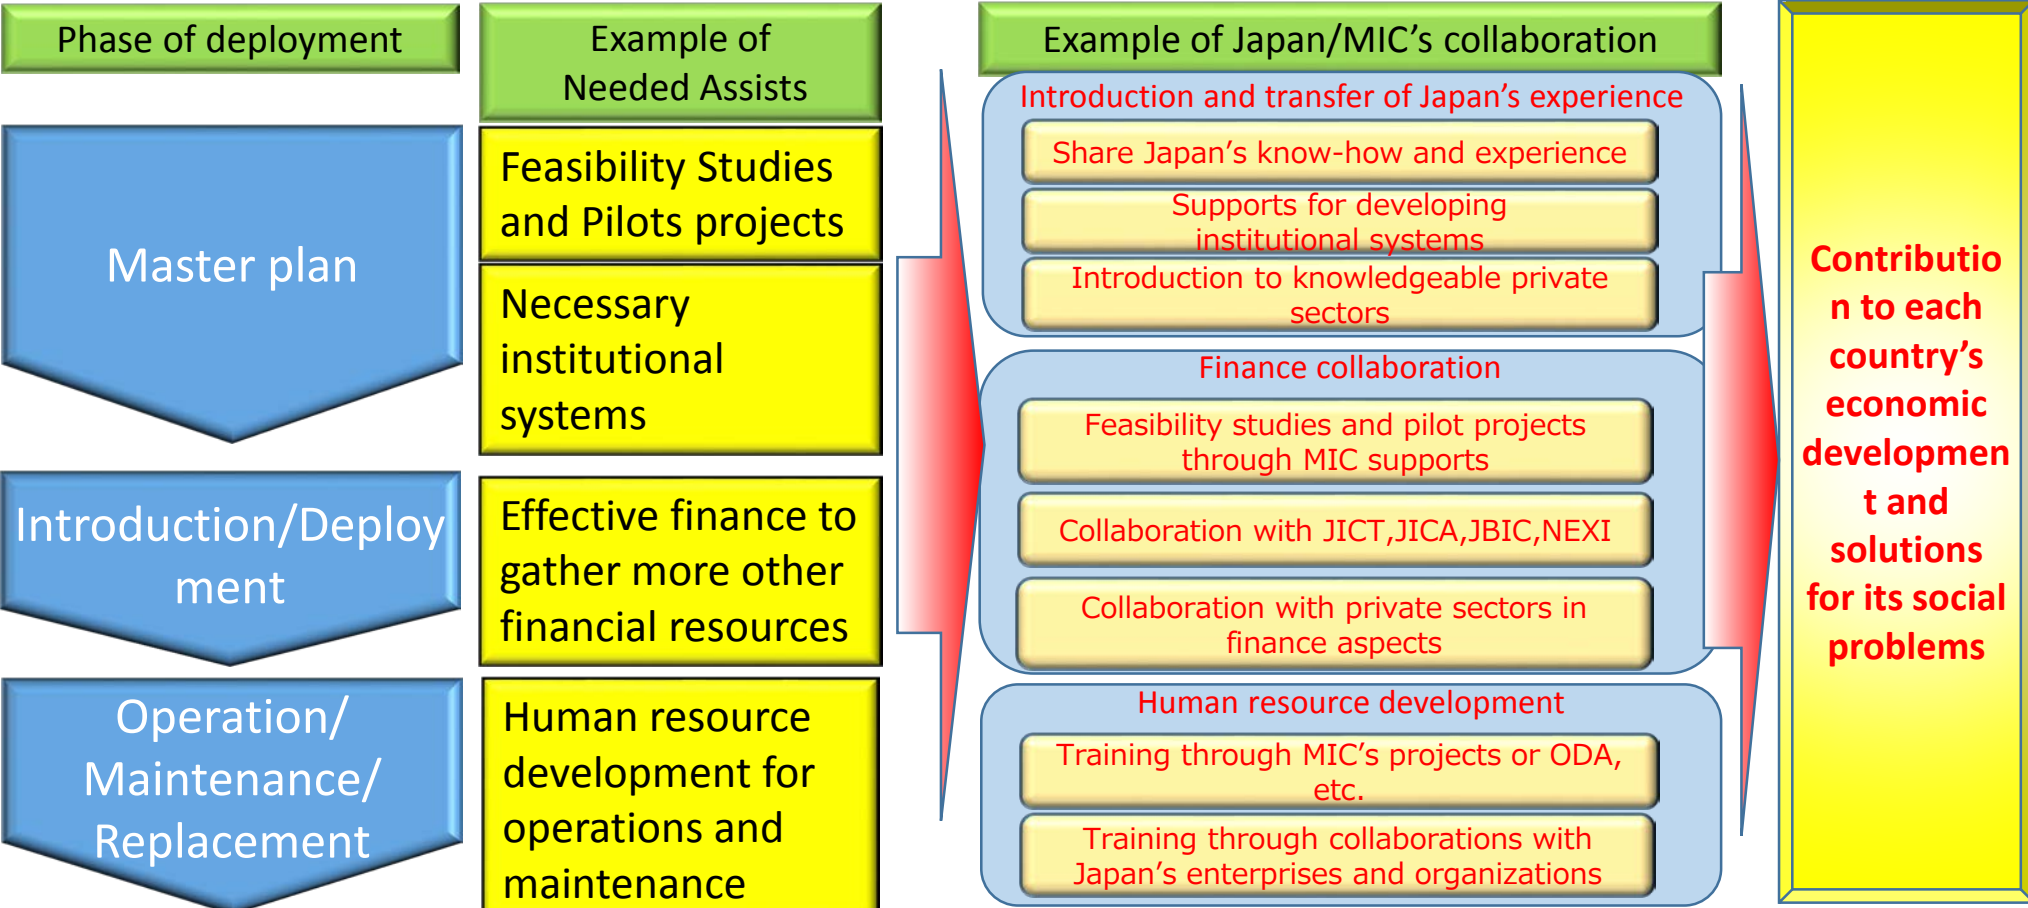 Phase of deployment
Example of
Needed Assists
Example of Japan/MIC's collaboration
Master plan
Introduction/Deploy
ment
Operation/
Maintenance/
Replacement
Feasibility Studies
and Pilots projects
Necessary
institutional
systems
Effective finance to
gather more other
financial resources
Human resource
development for
operations and
maintenance
Introduction and transfer of Japan's experience
Share Japan's know-how and experience
Supports for developing
institutional systems
Introduction to knowledgeable private
sectors
Finance collaboration
Feasibility studies and pilot projects
through MIC supports
Collaboration with JICT,JICA,JBIC,NEXI
Collaboration with private sectors in
finance aspects
Human resource development
Training through MIC's projects or ODA,
etc.
Training through collaborations with
Japan's enterprises and organizations
Contributio
n to each
country's
economic
developmen
t and
solutions
for its social
problems